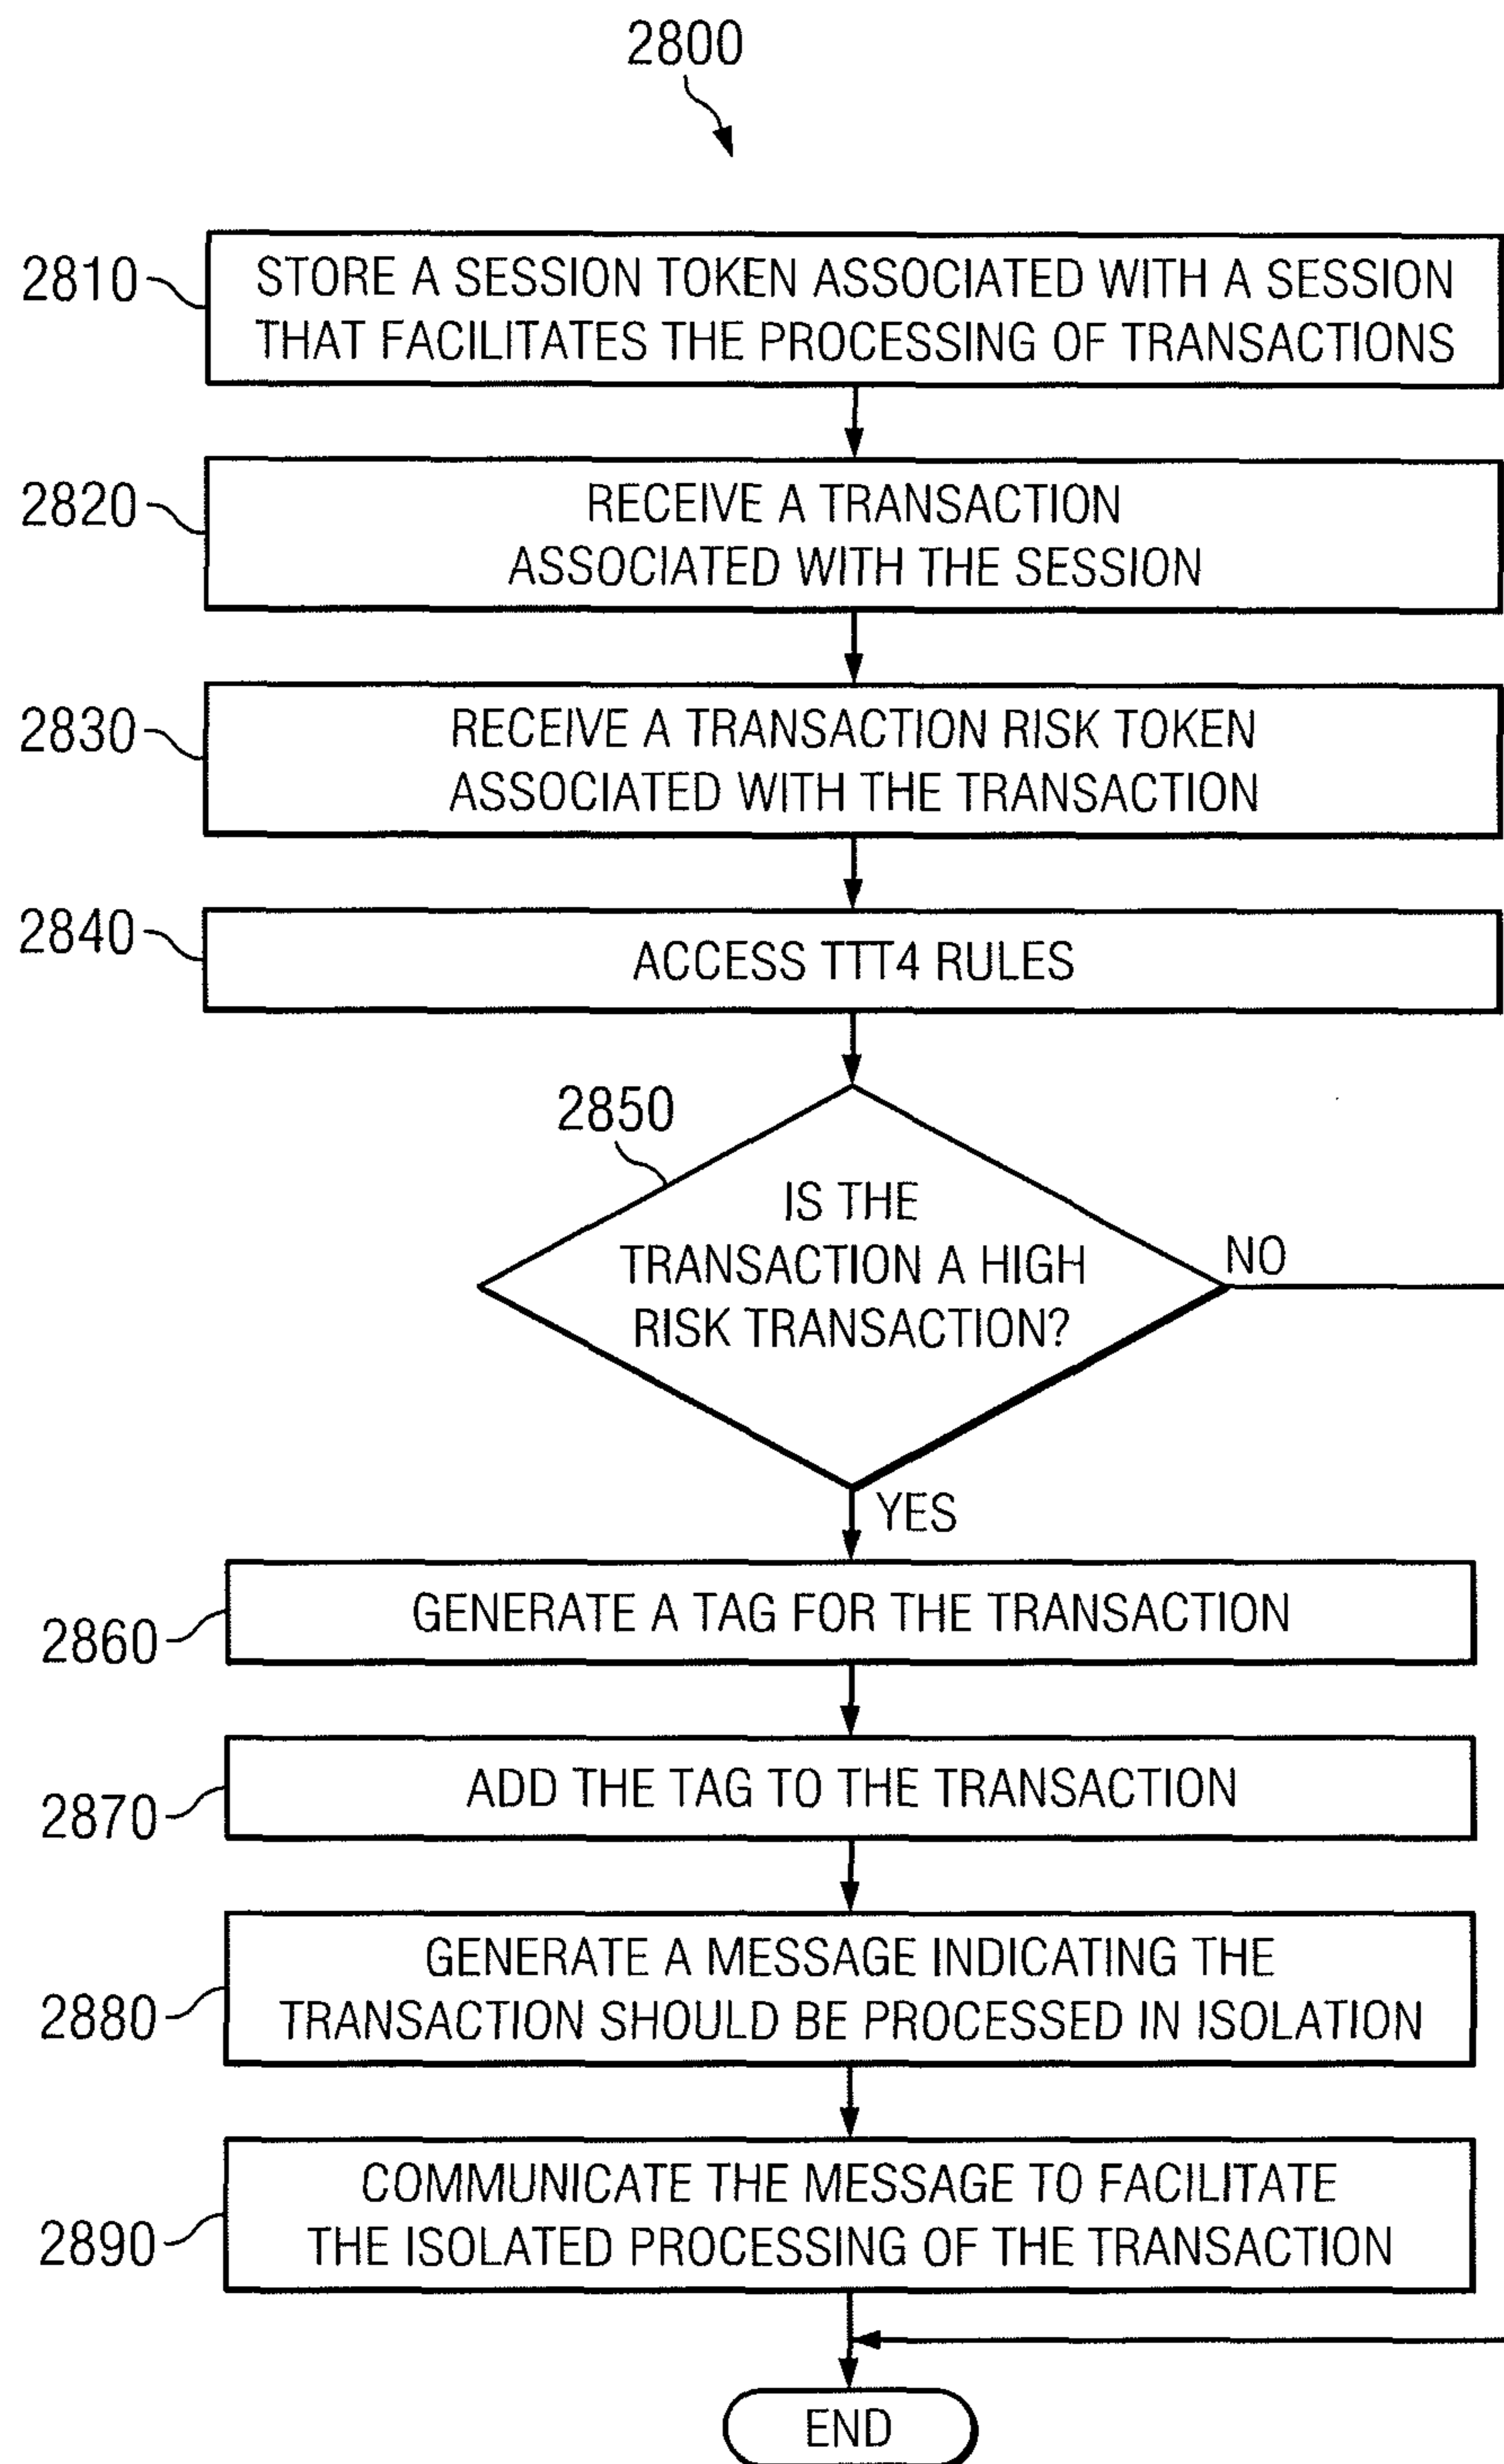 2800
2810
STORE A SESSION TOKEN ASSOCIATED WITH A SESSION
THAT FACILITATES THE PROCESSING OF TRANSACTIONS
2820
RECEIVE A TRANSACTION
ASSOCIATED WITH THE SESSION
2830
RECEIVE A TRANSACTION RISK TOKEN
ASSOCIATED WITH THE TRANSACTION
2840
ACCESS TTT4 RULES
2850
IS THE
TRANSACTION A HIGH
RISK TRANSACTION?
NO
YES
2860
GENERATE A TAG FOR THE TRANSACTION
2870
ADD THE TAG TO THE TRANSACTION
2880
GENERATE A MESSAGE INDICATING THE
TRANSACTION SHOULD BE PROCESSED IN ISOLATION
2890
COMMUNICATE THE MESSAGE TO FACILITATE
THE ISOLATED PROCESSING OF THE TRANSACTION
END